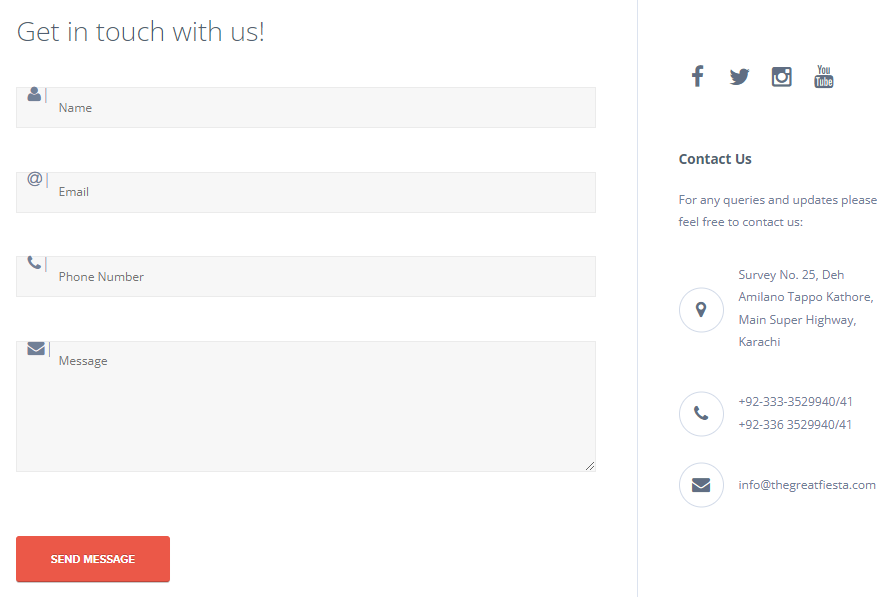 Get in touch with us!
Name
@
Email
Phone Number
Message
SEND MESSAGE
You
Tube
Contact Us
For any queries and updates please
feel free to contact us:
Survey No. 25, Deh
Amilano Tappo Kathore,
Main Super Highway,
Karachi
+92-333-3529940/41
+92-336 3529940/41
info@thegreatfiesta.com